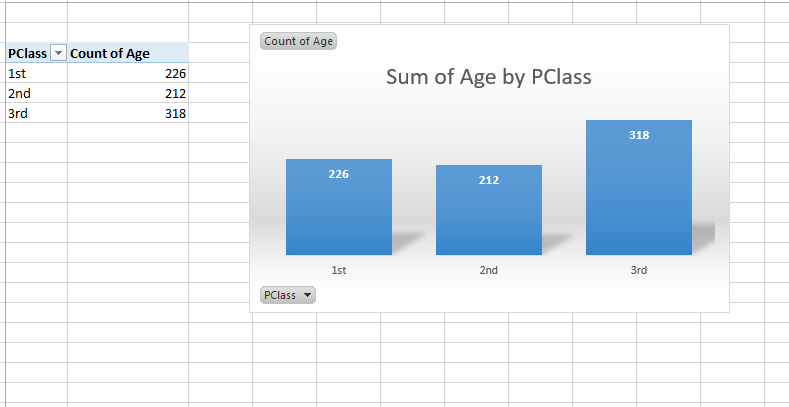 PClass Count of Age
1st 226
2nd 212
3rd 318
Count of Age
Sum of Age by PClass
226 212 318
1st 2nd 3rd
PClass